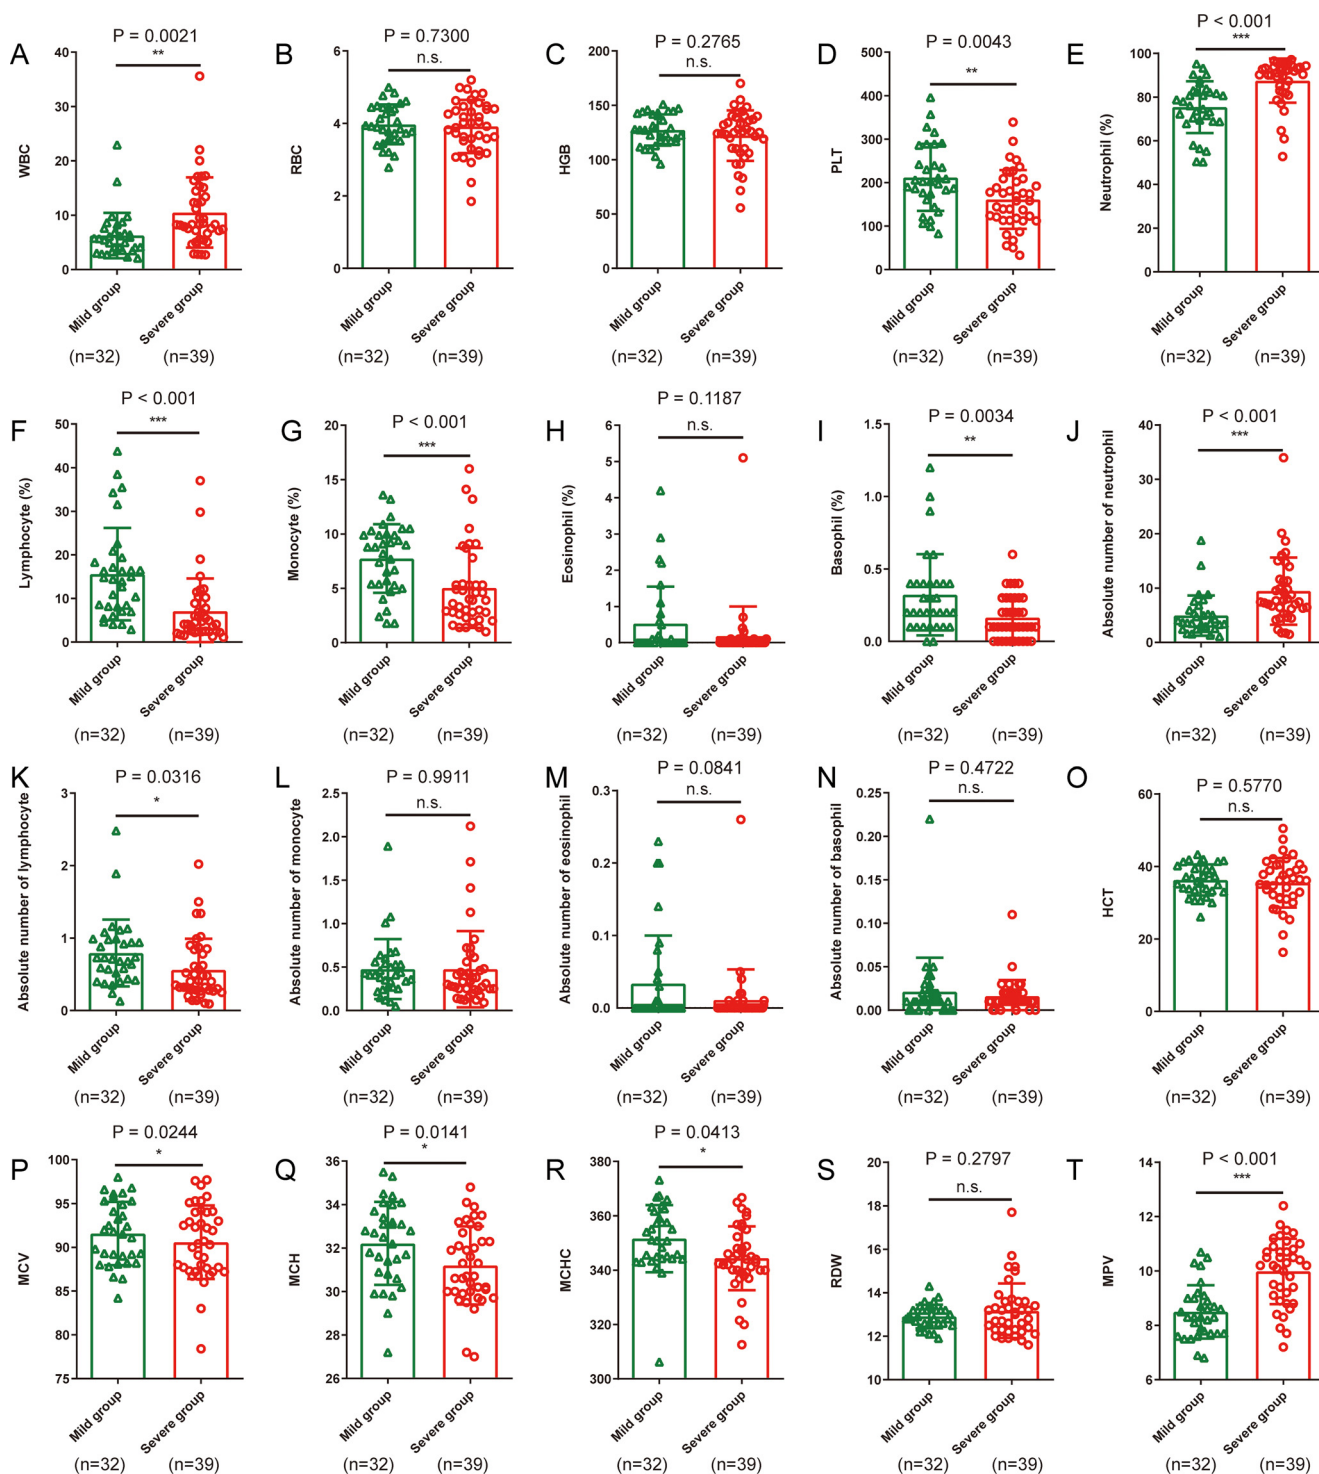 A
P = 0.0021
**
WBC
40
30
20
10
0
Mild group
Severe group
(n=32)
(n=39)
B
P = 0.7300
n.s.
RBC
6
4
2
0
Mild group
Severe group
(n=32)
(n=39)
C
P = 0.2765
n.s.
HGB
200
150
100
50
0
Mild group
Severe group
(n=32)
(n=39)
D
P = 0.0043
**
PLT
500
400
300
200
100
0
Mild group
Severe group
(n=32)
(n=39)
E
P < 0.001
***
Neutrophil (%)
100
80
60
40
20
0
Mild group
Severe group
(n=32)
(n=39)
F
P < 0.001
***
Lymphocyte (%)
50
40
30
20
10
0
Mild group
Severe group
(n=32)
(n=39)
G
P < 0.001
***
Monocyte (%)
20
15
10
5
0
Mild group
Severe group
(n=32)
(n=39)
H
P = 0.1187
n.s.
Eosinophil (%)
6
5
4
3
2
1
0
Mild group
Severe group
(n=32)
(n=39)
I
P = 0.0034
**
Basophil (%)
1.5
1.0
0.5
0.0
Mild group
Severe group
(n=32)
(n=39)
J
P < 0.001
***
Absolute number of neutrophil
40
30
20
10
0
Mild group
Severe group
(n=32)
(n=39)
K
P = 0.0316
*
Absolute number of lymphocyte
3
2
1
0
Mild group
Severe group
(n=32)
(n=39)
L
P = 0.9911
n.s.
Absolute number of monocyte
2.5
2.0
1.5
1.0
0.5
0.0
Mild group
Severe group
(n=32)
(n=39)
M
P = 0.0841
n.s.
Absolute number of eosinophil
0.3
0.2
0.1
0.0
Mild group
Severe group
(n=32)
(n=39)
N
P = 0.4722
n.s.
Absolute number of basophil
0.25
0.20
0.15
0.10
0.05
0.00
Mild group
Severe group
(n=32)
(n=39)
O
P = 0.5770
n.s.
HCT
60
40
20
0
Mild group
Severe group
(n=32)
(n=39)
P
P = 0.0244
*
MCV
100
95
90
85
80
75
Mild group
Severe group
(n=32)
(n=39)
Q
P = 0.0141
*
MCH
36
34
32
30
28
26
Mild group
Severe group
(n=32)
(n=39)
R
P = 0.0413
*
MCHC
380
360
340
320
300
Mild group
Severe group
(n=32)
(n=39)
S
P = 0.2797
n.s.
RDW
20
18
16
14
12
10
Mild group
Severe group
(n=32)
(n=39)
T
P < 0.001
***
MPV
14
12
10
8
6
Mild group
Severe group
(n=32)
(n=39)